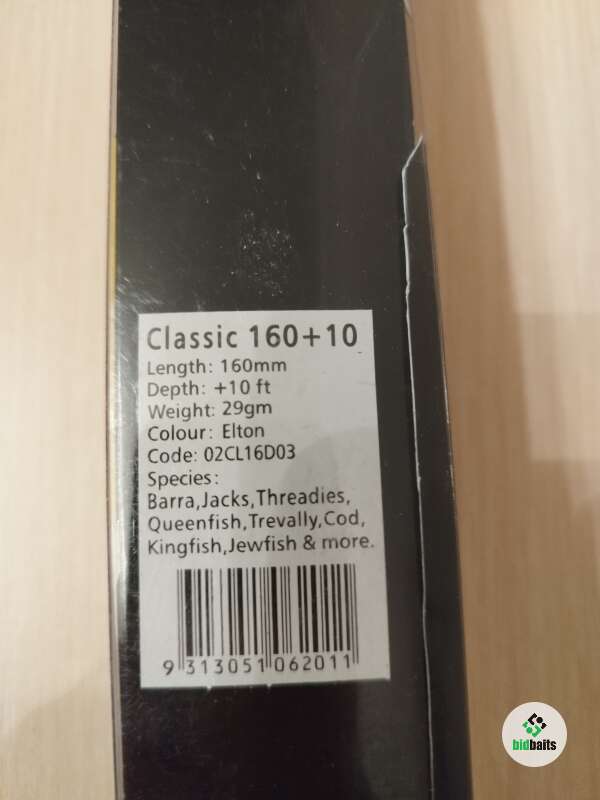 Classic 160+10
Length: 160mm
Depth: +10 ft
Weight: 29gm
Colour: Elton
Code: 02CL16D03
Species:
Barra,Jacks,Threadies,
Queenfish,Trevally,Cod,
Kingfish,Jewfish & more.
9 313051 062011
bidbaits